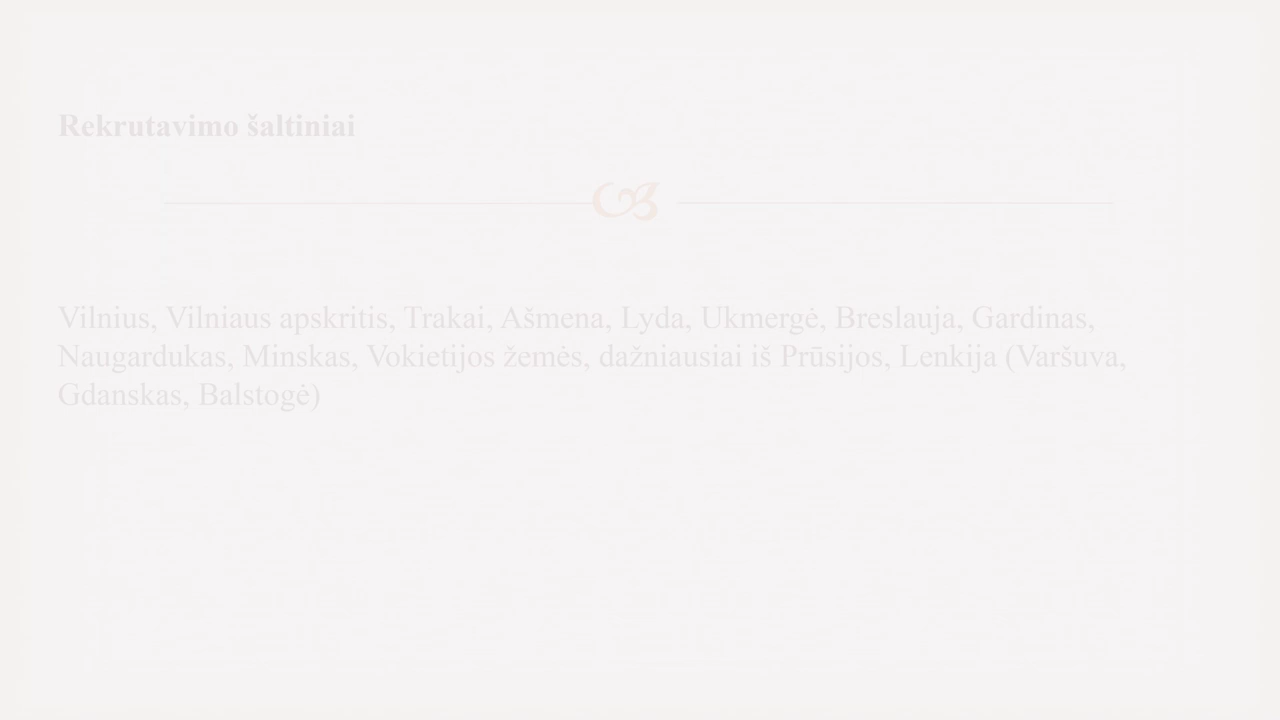 Rekrutavimo šaltiniai
Vilnius, Vilniaus apskritis, Trakai, Ašmena, Lyda, Ukmergė, Breslauja, Gardinas,
Naugardukas, Minskas, Vokietijos žemės, dažniausiai iš Prūsijos, Lenkija (Varšuva,
Gdanskas, Balstogė)